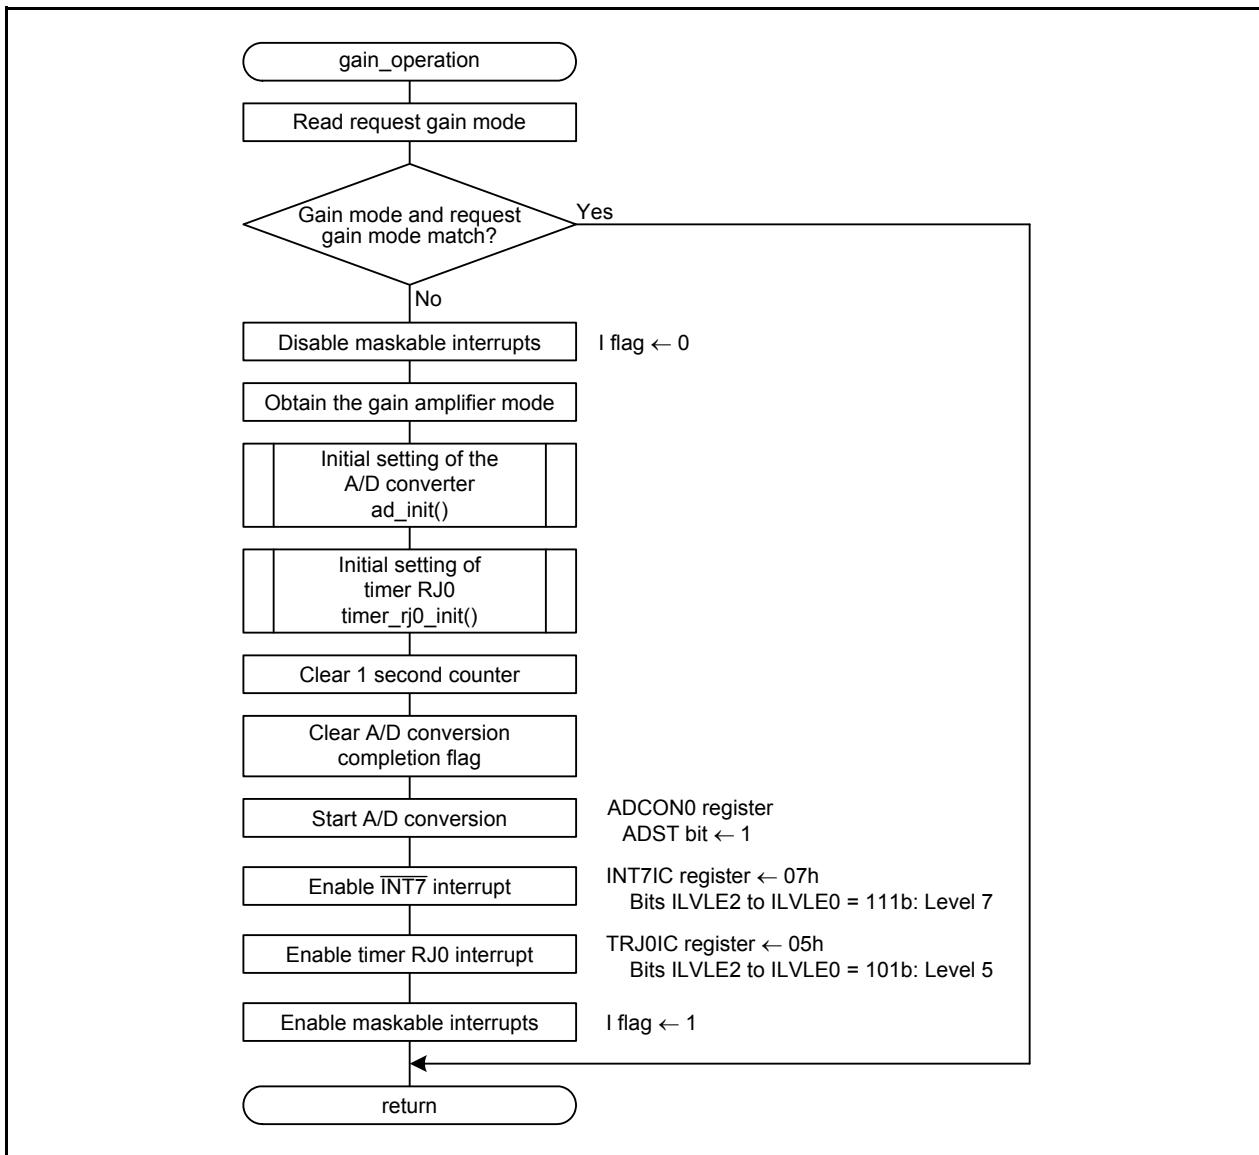 gain_operation
Read request gain mode
Gain mode and request
gain mode match?
Yes
No
Disable maskable interrupts
I flag ← 0
Obtain the gain amplifier mode
Initial setting of the
A/D converter
ad_init()
Initial setting of
timer RJ0
timer_rj0_init()
Clear 1 second counter
Clear A/D conversion
completion flag
Start A/D conversion
ADCON0 register
ADST bit ← 1
Enable INT7 interrupt
INT7IC register ← 07h
Bits ILVLE2 to ILVLE0 = 111b: Level 7
Enable timer RJ0 interrupt
TRJ0IC register ← 05h
Bits ILVLE2 to ILVLE0 = 101b: Level 5
Enable maskable interrupts
I flag ← 1
return